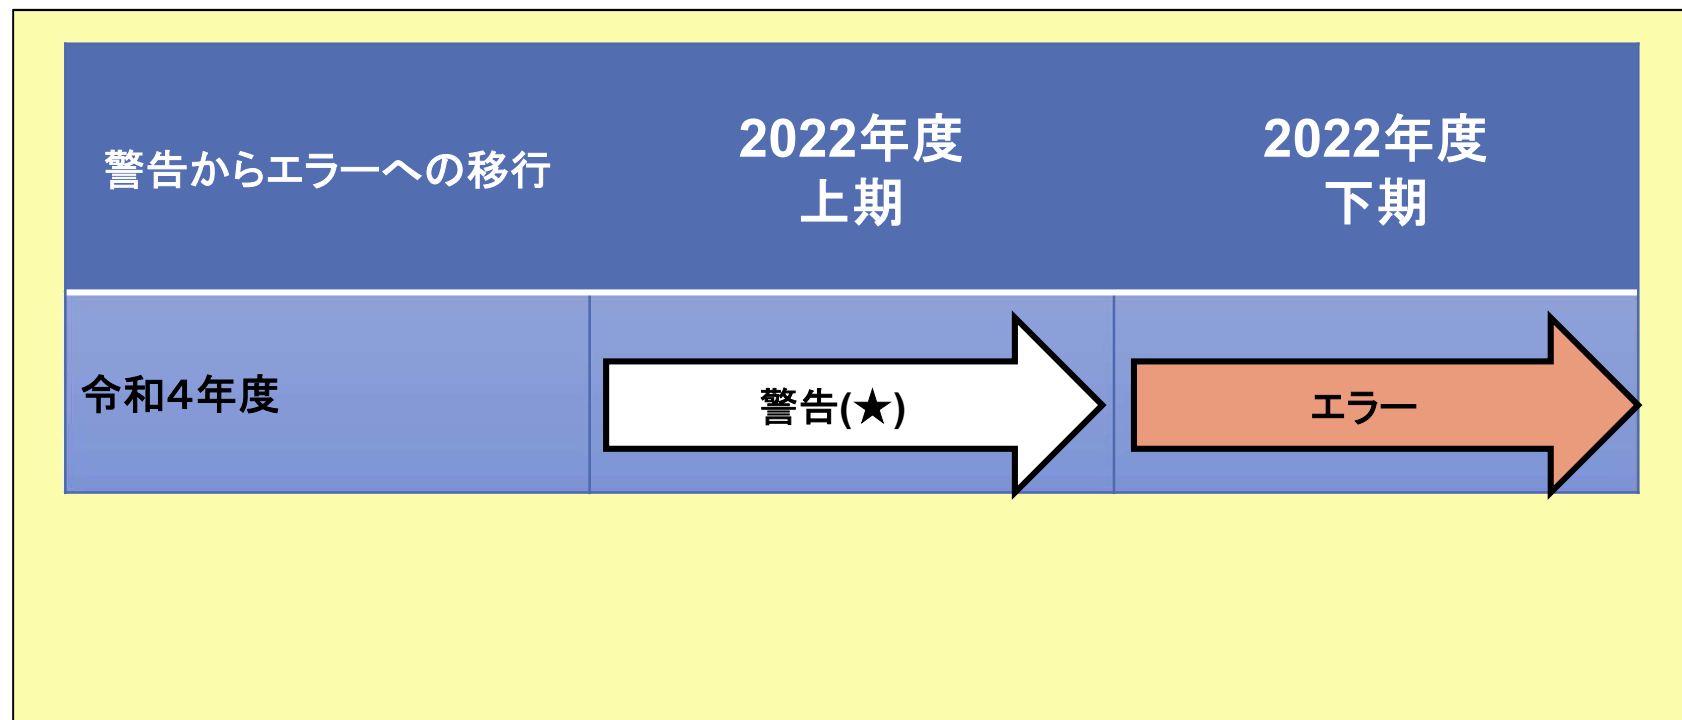 警告からエラーへの移行
2022年度
上期
2022年度
下期
令和4年度
警告(★)
エラー